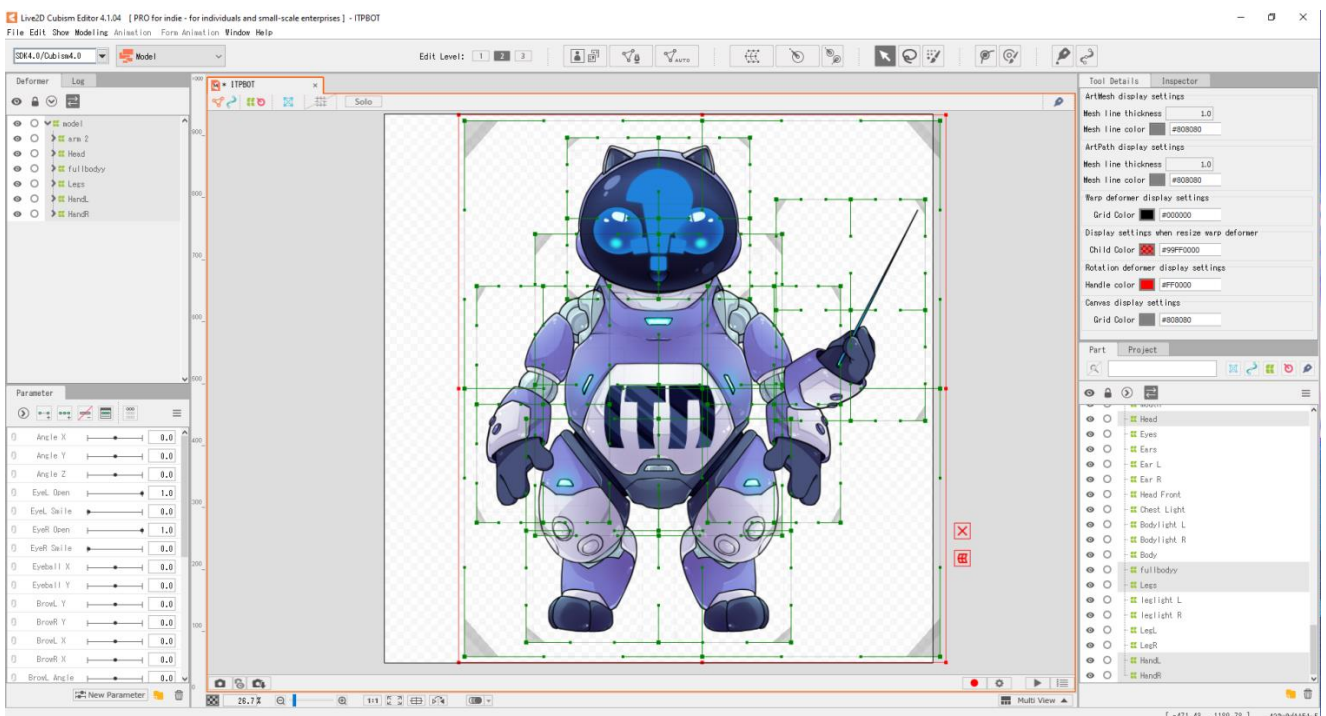 Live2D Cubism Editor 4.1.04 [ PRO for indie - for individuals and small-scale enterprises ] - ITPBOT
File Edit Show Modeling Animation Form Animation Window Help
SDK4.0/Cubism4.0 Model Edit Level: 1 2 3 AUTO
Deformer Log
model
arm 2
Head
fullbodyy
Legs
HandL
HandR
Parameter
Angle X 0.0
Angle Y 0.0
Angle Z 0.0
EyeL Open 1.0
EyeL Smile 0.0
EyeR Open 1.0
EyeR Smile 0.0
Eyeball X 0.0
Eyeball Y 0.0
BrowL Y 0.0
BrowR Y 0.0
BrowL X 0.0
BrowR X 0.0
BrowL Angle 0.0
New Parameter
ITPBOT
Solo
ITP
26.7% 1:1 Multi View
Tool Details Inspector
ArtMesh display settings
Mesh line thickness 1.0
Mesh line color #808080
ArtPath display settings
Mesh line thickness 1.0
Mesh line color #808080
Warp deformer display settings
Grid Color #000000
Display settings when resize warp deformer
Child Color #99FF0000
Rotation deformer display settings
Handle color #FF0000
Canvas display settings
Grid Color #808080
Part Project
Head
Eyes
Ears
Ear L
Ear R
Head Front
Chest Light
Bodylight L
Bodylight R
Body
fullbodyy
Legs
leglight L
leglight R
LegL
LegR
HandL
HandR